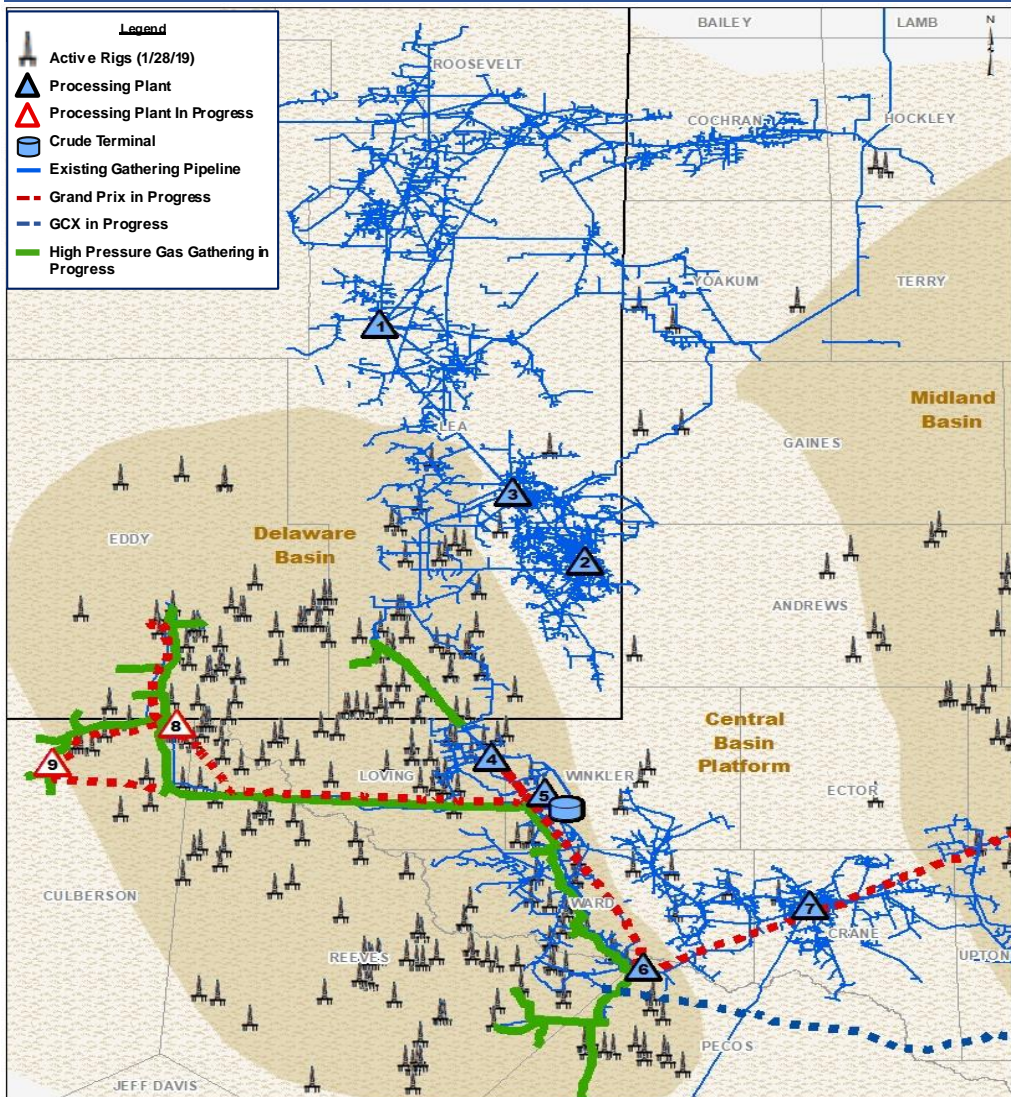 Legend
Active Rigs (1/28/19)
Processing Plant
Processing Plant In Progress
Crude Terminal
Existing Gathering Pipeline
Grand Prix in Progress
GCX in Progress
High Pressure Gas Gathering in
Progress
N
BAILEY
LAMB
ROOSEVELT
COCHRAN
HOCKLEY
YOAKUM
TERRY
1
Midland
Basin
LEA
GAINES
3
EDDY
Delaware
Basin
2
ANDREWS
8
Central
Basin
Platform
9
4
LOVING
WINKLER
5
ECTOR
CULBERSON
WARD
7
CRANE
REEVES
6
UPTON
PECOS
JEFF DAVIS